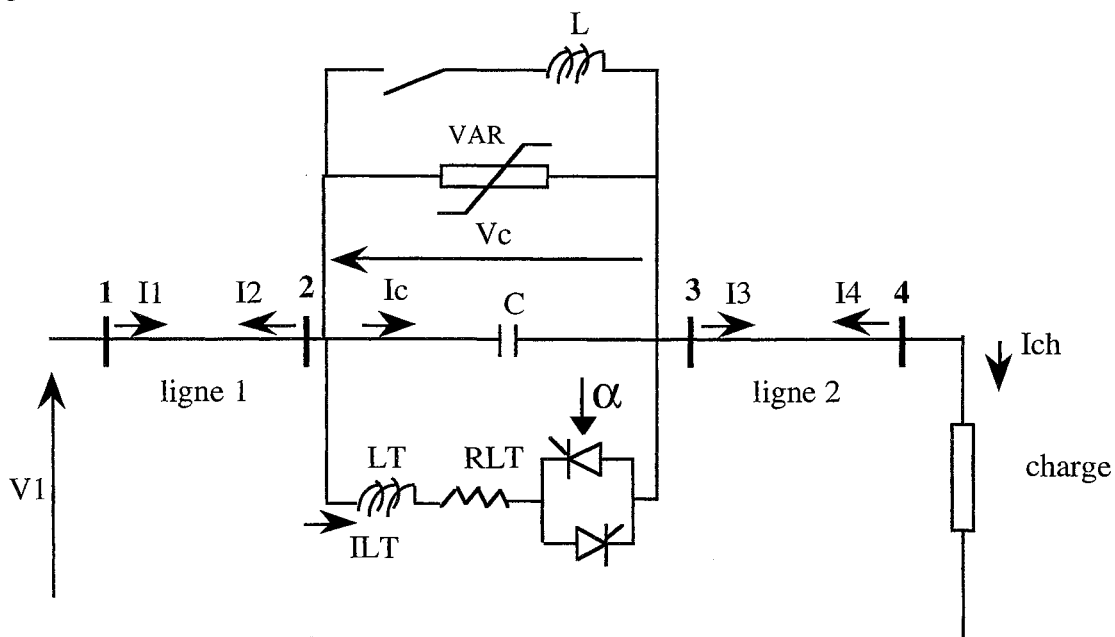 L
VAR
Vc
1 I1 I2 2 Ic C 3 I3 I4 4
Ich
ligne 1
ligne 2
α
LT RLT
charge
V1
ILT